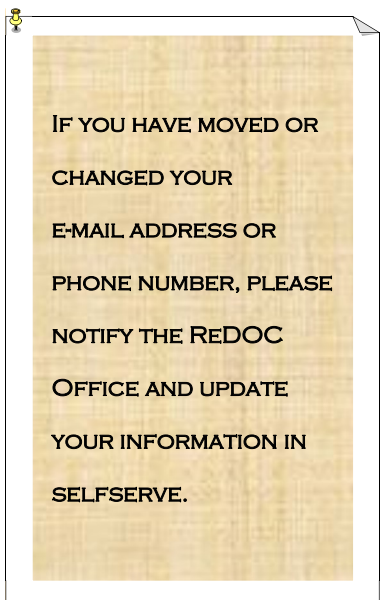 If you have moved or
changed your
e-mail address or
phone number, please
notify the ReDOC
Office and update
your information in
selfserve.